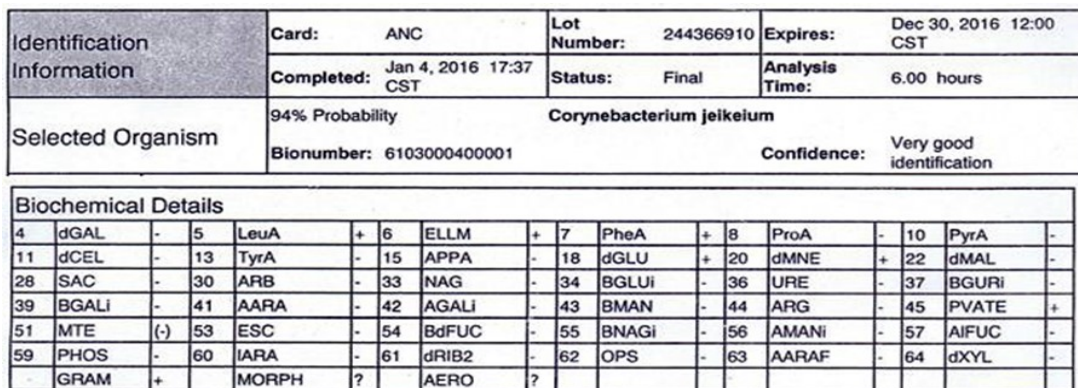 Identification Information
Card: ANC
Lot Number: 244366910
Expires: Dec 30, 2016 12:00 CST
Completed: Jan 4, 2016 17:37 CST
Status: Final
Analysis Time: 6.00 hours
Selected Organism
94% Probability Corynebacterium jeikeium
Bionumber: 6103000400001 Confidence: Very good identification
Biochemical Details
4 dGAL - 5 LeuA + 6 ELLM + 7 PheA + 8 ProA - 10 PyrA -
11 dCEL - 13 TyrA - 15 APPA - 18 dGLU + 20 dMNE + 22 dMAL -
28 SAC - 30 ARB - 33 NAG - 34 BGLUi - 36 URE - 37 BGURi -
39 BGALi - 41 AARA - 42 AGALi - 43 BMAN - 44 ARG - 45 PVATE +
51 MTE (-) 53 ESC - 54 BdFUC - 55 BNAGi - 56 AMANi - 57 AIFUC -
59 PHOS - 60 IARA - 61 dRIB2 - 62 OPS - 63 AARAF - 64 dXYL -
GRAM + MORPH ? AERO ?